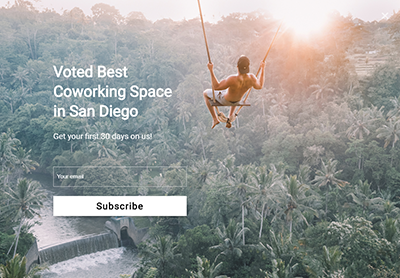 Voted Best
Coworking Space
in San Diego
Get your first 30 days on us!
Your email
Subscribe